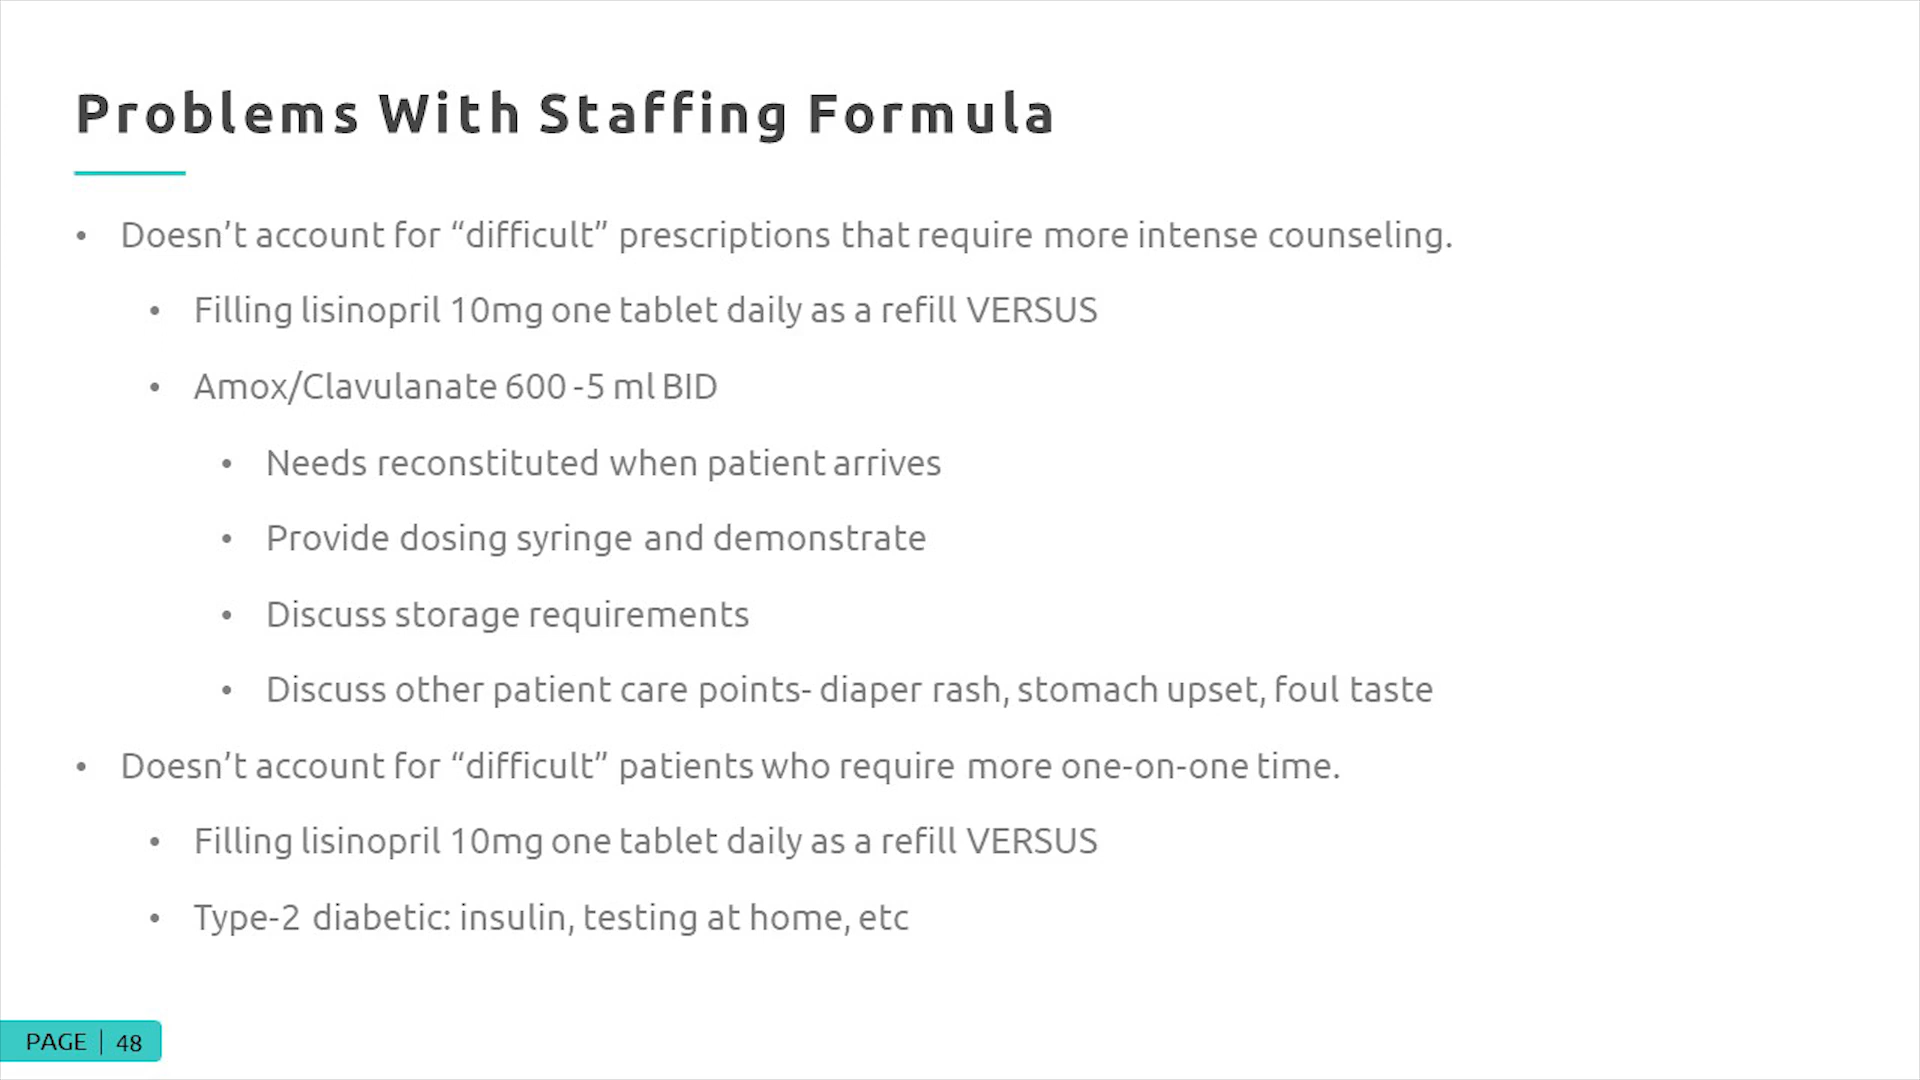 Problems With Staffing Formula
• Doesn’t account for “difficult” prescriptions that require more intense counseling.
• Filling lisinopril 10mg one tablet daily as a refill VERSUS
• Amox/Clavulanate 600 -5 ml BID
• Needs reconstituted when patient arrives
• Provide dosing syringe and demonstrate
• Discuss storage requirements
• Discuss other patient care points- diaper rash, stomach upset, foul taste
• Doesn’t account for “difficult” patients who require more one-on-one time.
• Filling lisinopril 10mg one tablet daily as a refill VERSUS
• Type-2 diabetic: insulin, testing at home, etc
PAGE | 48